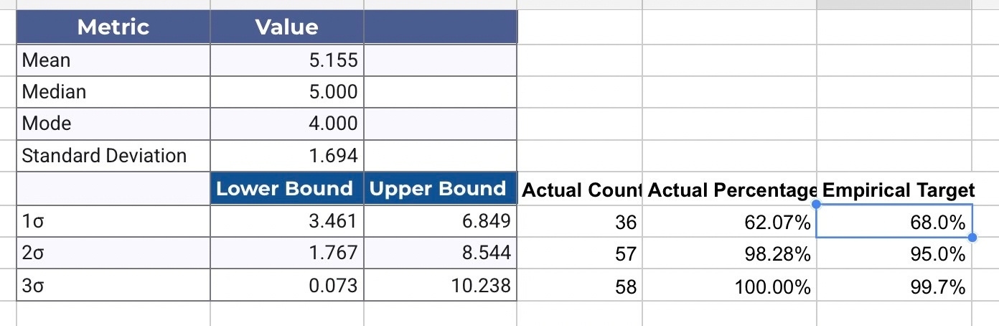 Metric Value
Mean 5.155
Median 5.000
Mode 4.000
Standard Deviation 1.694
Lower Bound Upper Bound Actual Count Actual Percentage Empirical Target
1σ 3.461 6.849 36 62.07% 68.0%
2σ 1.767 8.544 57 98.28% 95.0%
3σ 0.073 10.238 58 100.00% 99.7%